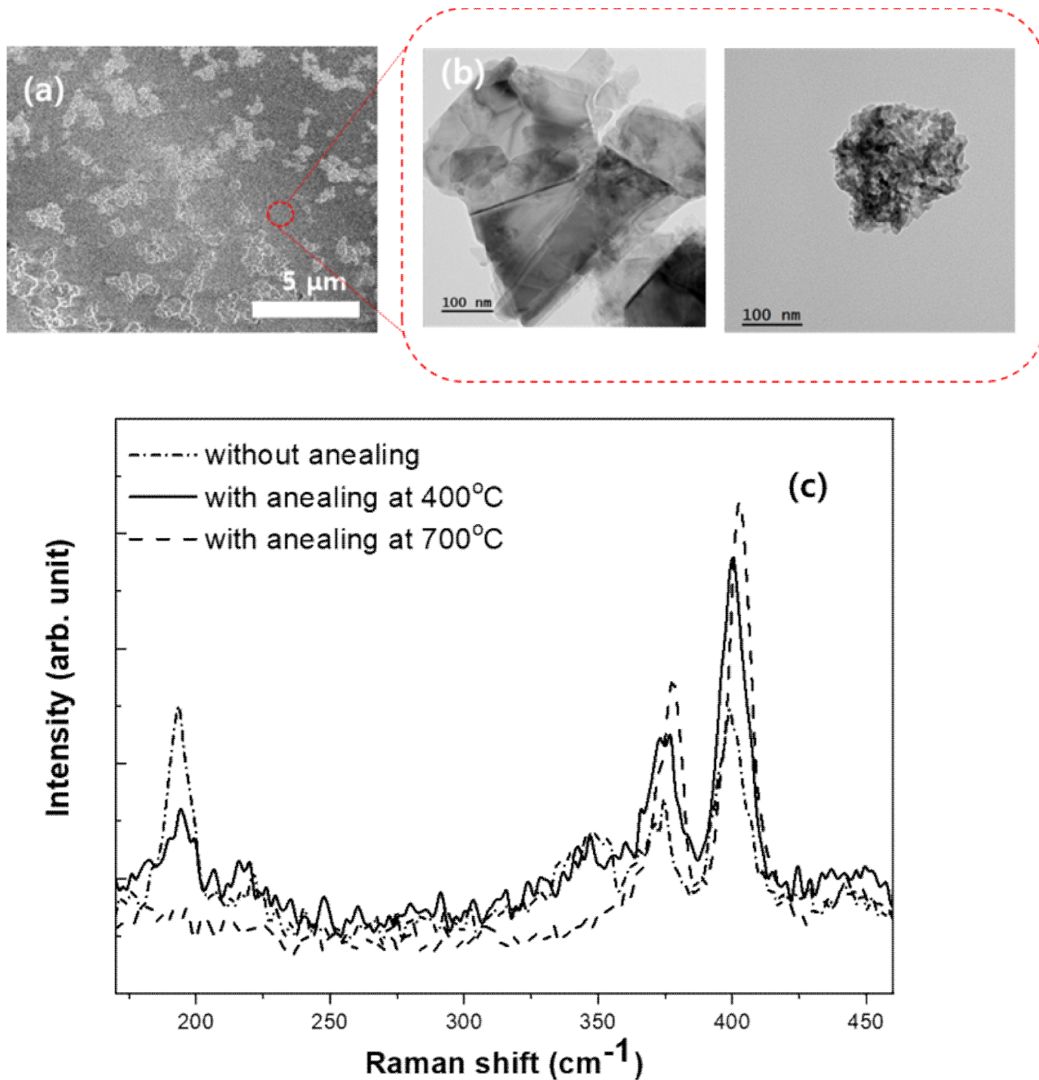 (a)
5 μm
(b)
100 nm
100 nm
without anealing
with anealing at 400°C
with anealing at 700°C
(c)
Intensity (arb. unit)
200 250 300 350 400 450
Raman shift (cm⁻¹)